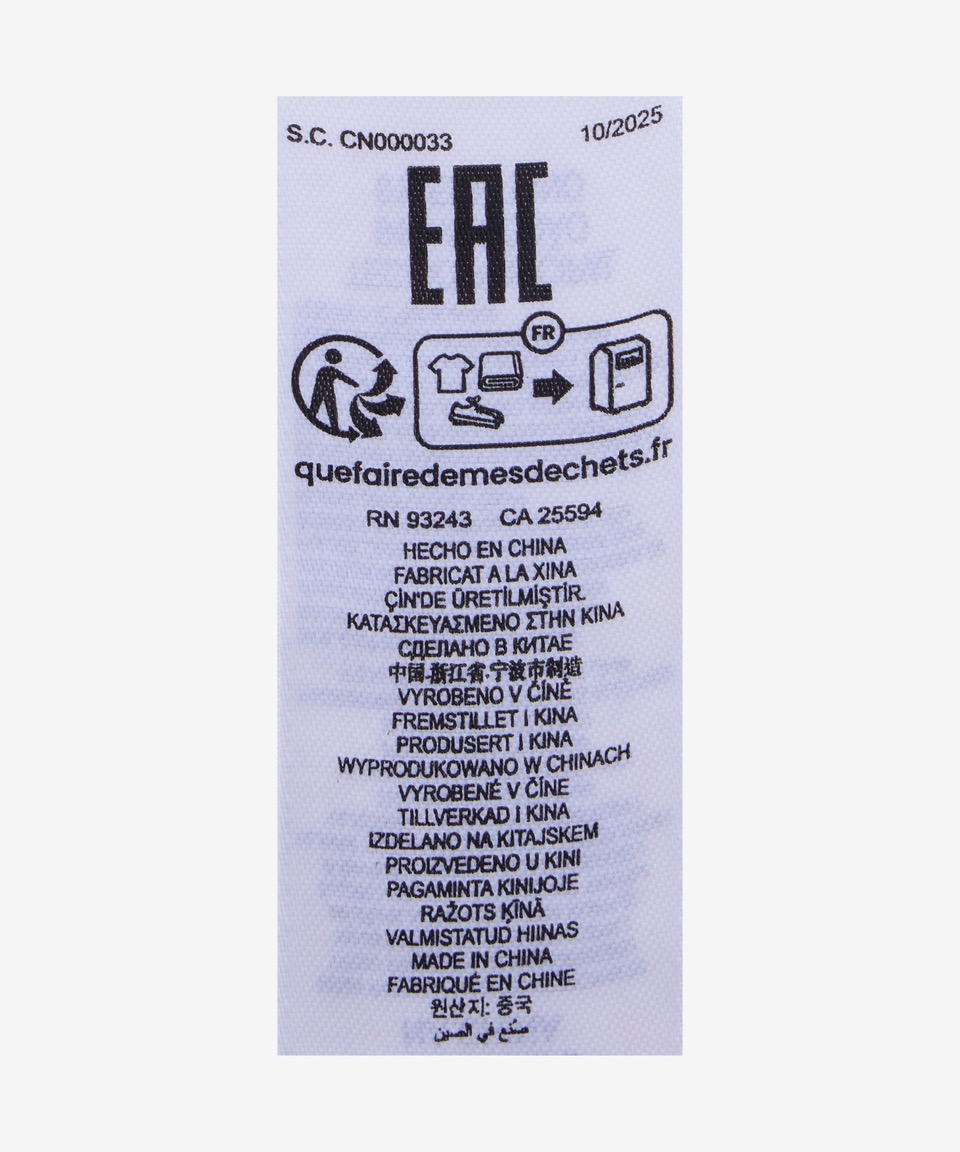 S.C. CN000033 10/2025
EAC
FR
quefairedemesdechets.fr
RN 93243 CA 25594
HECHO EN CHINA
FABRICAT A LA XINA
ÇİN'DE ÜRETİLMİŞTİR.
ΚΑΤΑΣΚΕΥΑΣΜΕΝΟ ΣΤΗΝ ΚΙΝΑ
СДЕЛАНО В КИТАЕ
中国·浙江省·宁波市制造
VYROBENO V ČÍNĚ
FREMSTILLET I KINA
PRODUSERT I KINA
WYPRODUKOWANO W CHINACH
VYROBENÉ V ČÍNE
TILLVERKAD I KINA
IZDELANO NA KITAJSKEM
PROIZVEDENO U KINI
PAGAMINTA KINIJOJE
RAŽOTS ĶĪNĀ
VALMISTATUD HIINAS
MADE IN CHINA
FABRIQUÉ EN CHINE
원산지: 중국
صُنّع في الصين